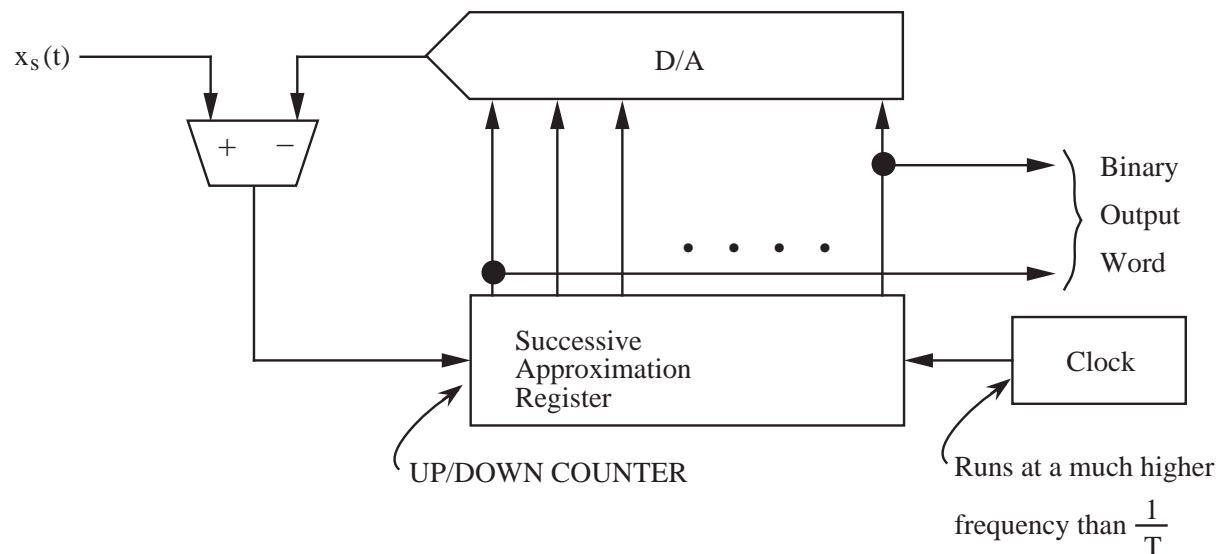 D/A
x_s(t)
+ −
Binary
Output
Word
Successive
Approximation
Register
Clock
UP/DOWN COUNTER
Runs at a much higher
frequency than 1/T